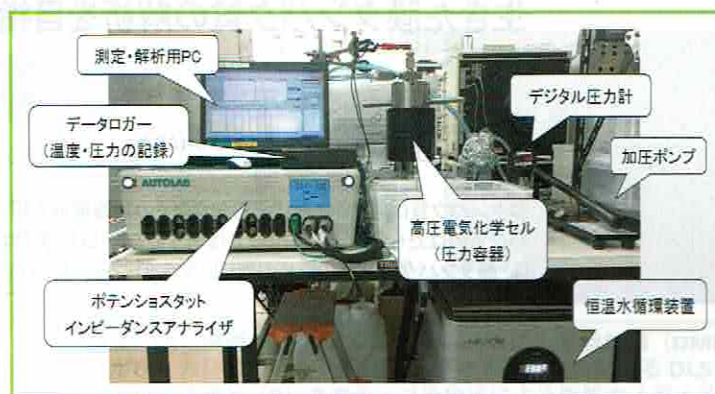 測定・解析用PC
データロガー
(温度・圧力の記録)
AUTOLAB
ポテンショスタット
インピーダンスアナライザ
高圧電気化学セル
(圧力容器)
デジタル圧力計
加圧ポンプ
恒温水循環装置